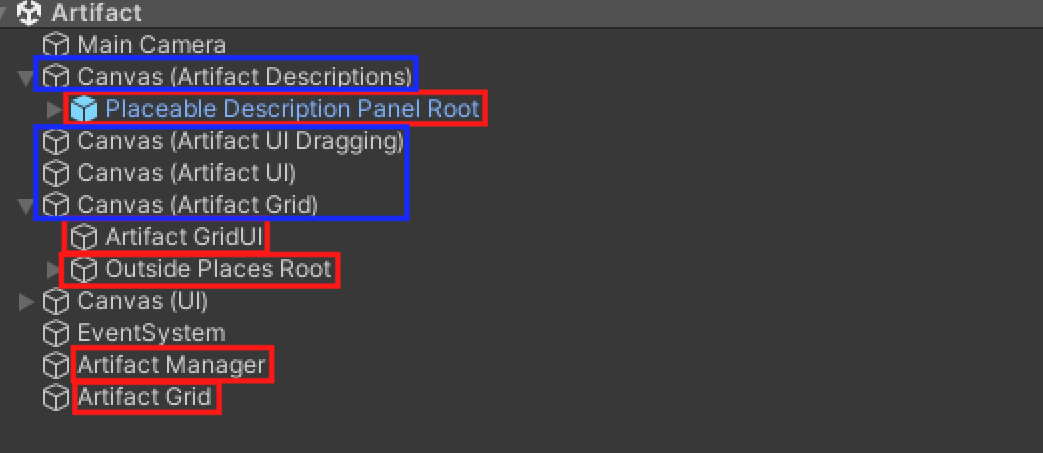 Artifact
Main Camera
Canvas (Artifact Descriptions)
Placeable Description Panel Root
Canvas (Artifact UI Dragging)
Canvas (Artifact UI)
Canvas (Artifact Grid)
Artifact GridUI
Outside Places Root
Canvas (UI)
EventSystem
Artifact Manager
Artifact Grid